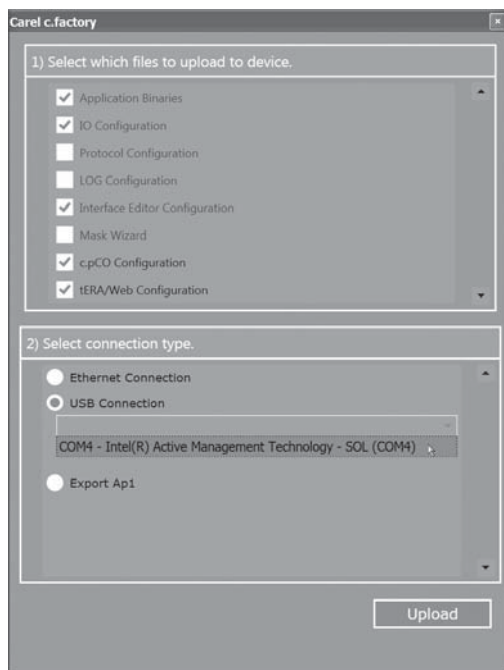 Carel c.factory
1) Select which files to upload to device.
Application Binaries
IO Configuration
Protocol Configuration
LOG Configuration
Interface Editor Configuration
Mask Wizard
c.pCO Configuration
tERA/Web Configuration
2) Select connection type.
Ethernet Connection
USB Connection
COM4 - Intel(R) Active Management Technology - SOL (COM4)
Export Ap1
Upload